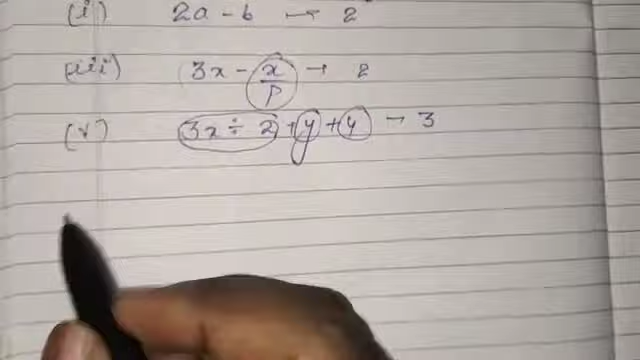 (i) 2a - b → 2
(iii) 3x - x/p → 2
(v) 3x ÷ 2 + y + y → 3